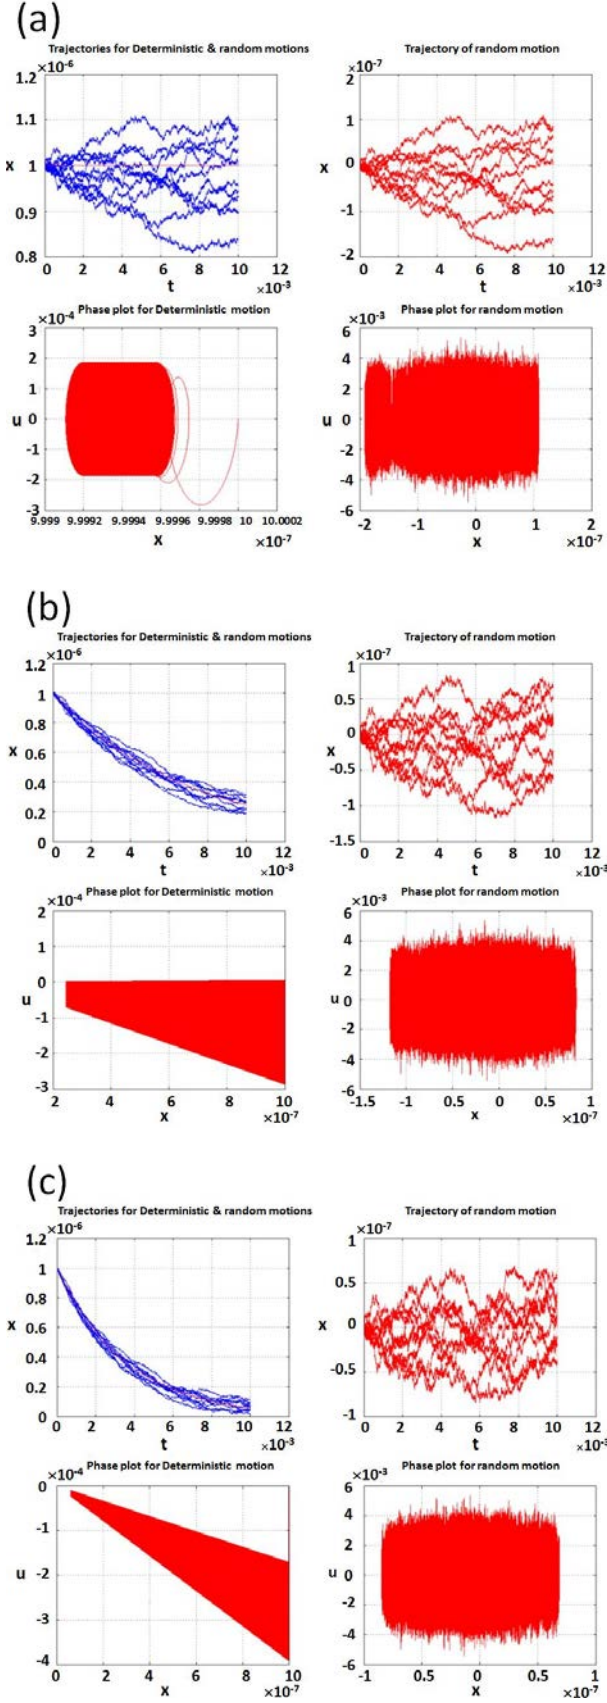 (a)
Trajectories for Deterministic & random motions
×10-6
1.2
1.1
x 1
0.9
0.8
0 2 4 6 8 10 12
t ×10-3
Trajectory of random motion
×10-7
2
1
x 0
-1
-2
0 2 4 6 8 10 12
t ×10-3
Phase plot for Deterministic motion
×10-4
3
2
1
u 0
-1
-2
-3
9.999 9.9992 9.9994 9.9996 9.9998 10 10.0002
x ×10-7
Phase plot for random motion
×10-3
6
4
2
u 0
-2
-4
-6
-2 -1 0 1 2
x ×10-7
(b)
Trajectories for Deterministic & random motions
×10-6
1.2
1
0.8
x
0.6
0.4
0.2
0
0 2 4 6 8 10 12
t ×10-3
Trajectory of random motion
×10-7
1
0.5
x 0
-0.5
-1
-1.5
0 2 4 6 8 10 12
t ×10-3
Phase plot for Deterministic motion
×10-4
2
1
0
u
-1
-2
-3
2 4 6 8 10
x ×10-7
Phase plot for random motion
×10-3
6
4
2
u 0
-2
-4
-6
-1.5 -1 0.5 0 0.5 1
x ×10-7
(c)
Trajectories for Deterministic & random motions
×10-6
1.2
1
0.8
x
0.6
0.4
0.2
0
0 2 4 6 8 10 12
t ×10-3
Trajectory of random motion
×10-7
1
0.5
x 0
-0.5
-1
0 2 4 6 8 10 12
t ×10-3
Phase plot for Deterministic motion
×10-4
0
-1
u -2
-3
-4
0 2 4 6 8 10
x ×10-7
Phase plot for random motion
×10-3
6
4
2
u 0
-2
-4
-6
-1 0.5 0 0.5 1
x ×10-7